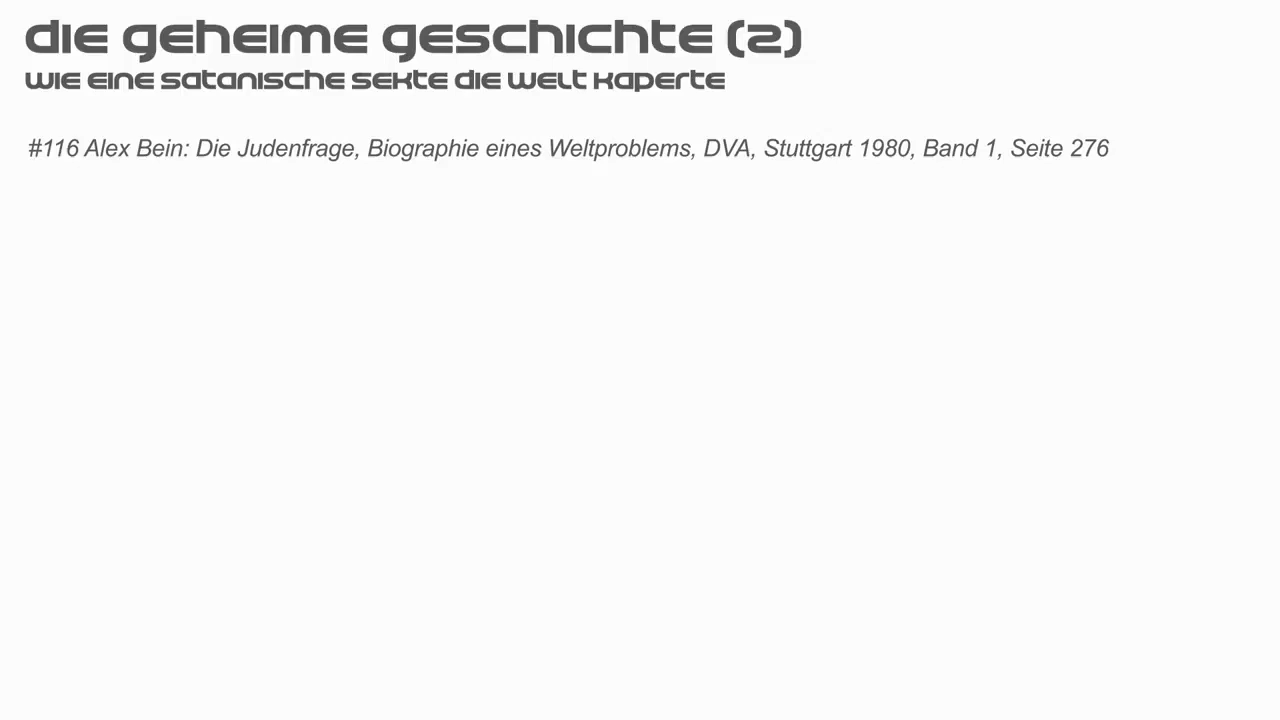 die geheime geschichte (2)
wie eine satanische sekte die welt kaperte
#116 Alex Bein: Die Judenfrage, Biographie eines Weltproblems, DVA, Stuttgart 1980, Band 1, Seite 276